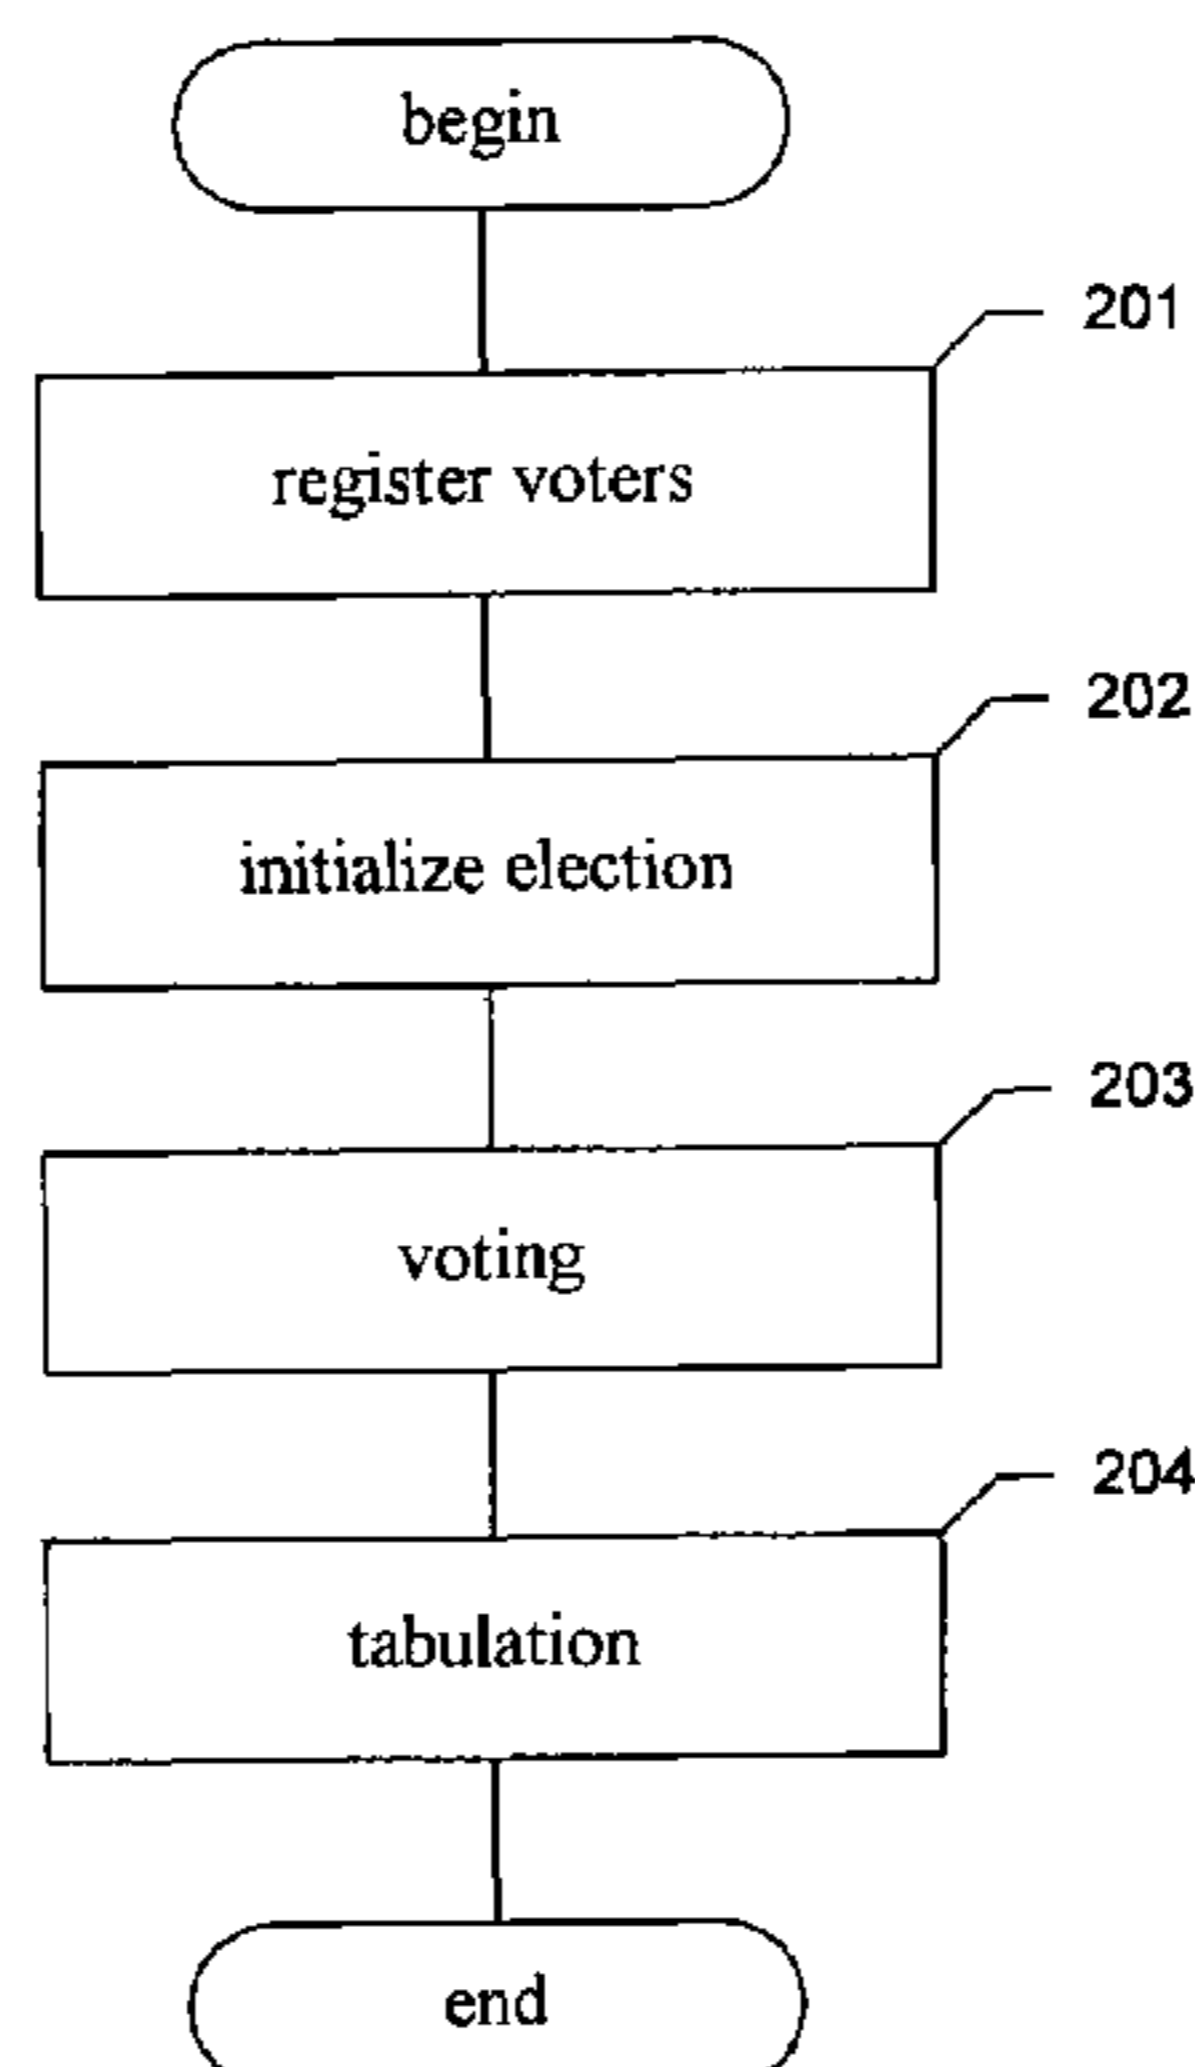 begin
201
register voters
202
initialize election
203
voting
204
tabulation
end